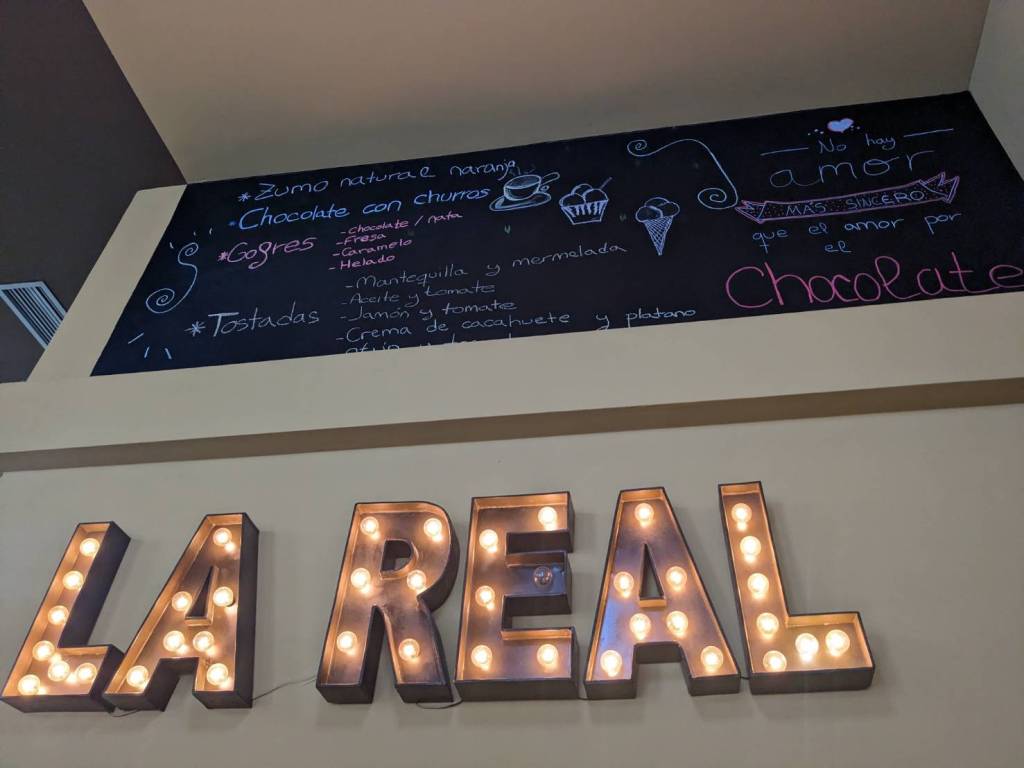 *Zumo natural naranja
*Chocolate con churros
*Gofres
-chocolate / nata
-Fresa
-Caramelo
-Helado
*Tostadas
-Mantequilla y mermelada
-Aceite y tomate
-Jamón y tomate
-Crema de cacahuete y platano
No hay
amor
MÁS SINCERO
que el amor por
el
Chocolate
LA REAL